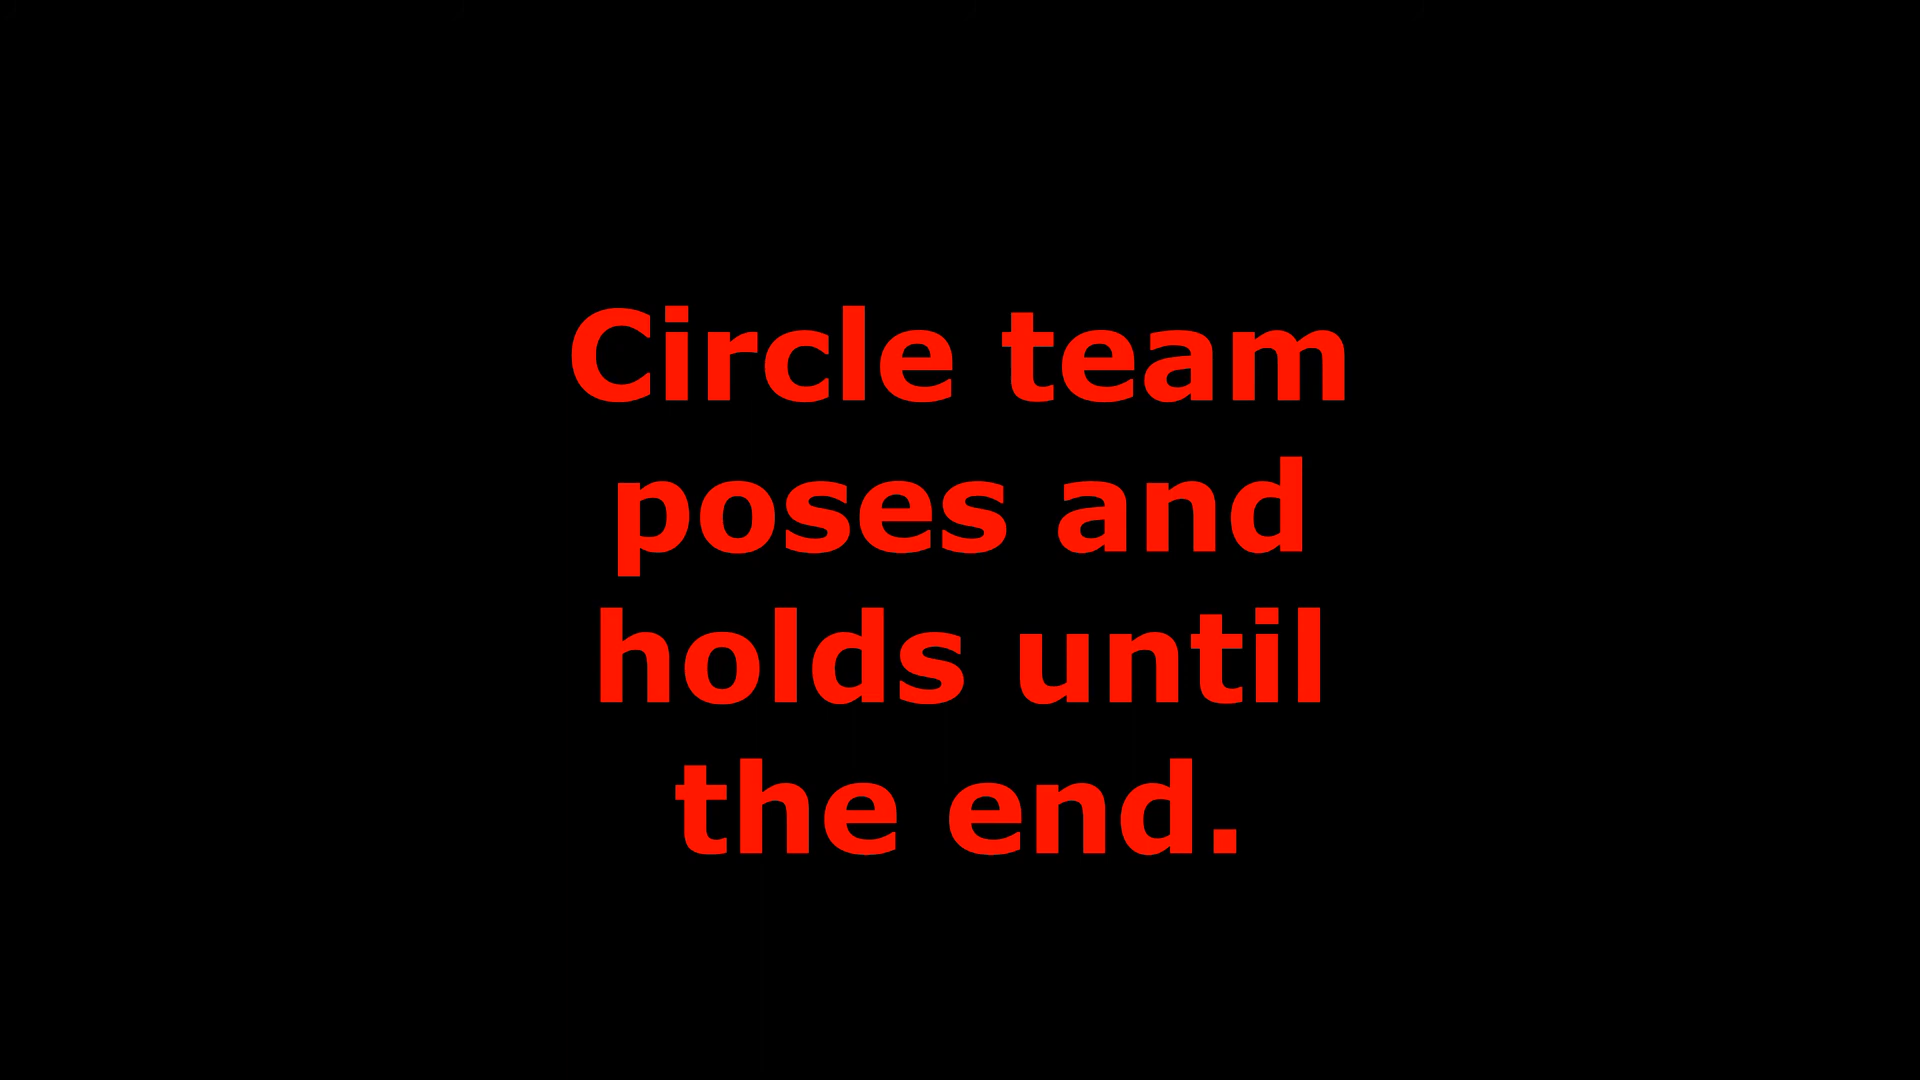 Circle team
poses and
holds until
the end.